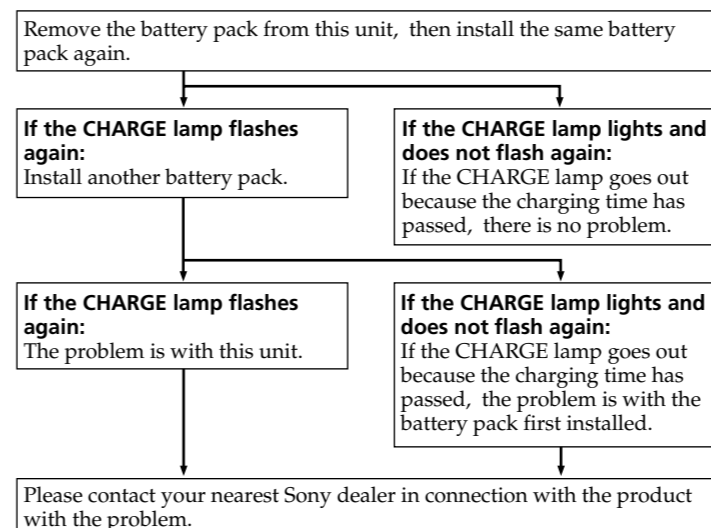 Remove the battery pack from this unit, then install the same battery
pack again.
If the CHARGE lamp flashes
again:
Install another battery pack.
If the CHARGE lamp lights and
does not flash again:
If the CHARGE lamp goes out
because the charging time has
passed, there is no problem.
If the CHARGE lamp flashes
again:
The problem is with this unit.
If the CHARGE lamp lights and
does not flash again:
If the CHARGE lamp goes out
because the charging time has
passed, the problem is with the
battery pack first installed.
Please contact your nearest Sony dealer in connection with the product
with the problem.